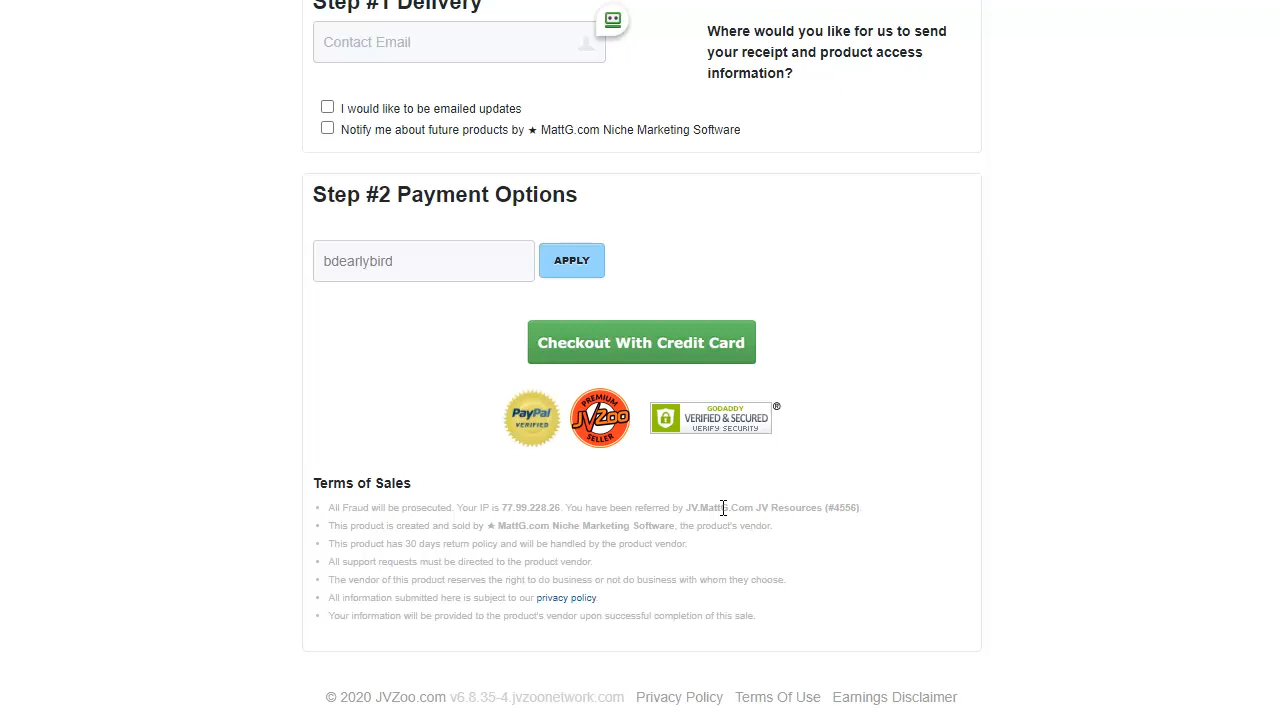 Step #1 Delivery
Contact Email
Where would you like for us to send
your receipt and product access
information?
I would like to be emailed updates
Notify me about future products by ★ MattG.com Niche Marketing Software
Step #2 Payment Options
bdearlybird
APPLY
Checkout With Credit Card
PayPal
VERIFIED
PREMIUM
JVZoo
SELLER
GODADDY
VERIFIED & SECURED
VERIFY SECURITY
®
Terms of Sales
• All Fraud will be prosecuted. Your IP is 77.99.228.26. You have been referred by JV.MattG.Com JV Resources (#4556).
• This product is created and sold by ★ MattG.com Niche Marketing Software, the product's vendor.
• This product has 30 days return policy and will be handled by the product vendor.
• All support requests must be directed to the product vendor.
• The vendor of this product reserves the right to do business or not do business with whom they choose.
• All information submitted here is subject to our privacy policy.
• Your information will be provided to the product's vendor upon successful completion of this sale.
© 2020 JVZoo.com v6.8.35-4.jvzoonetwork.com Privacy Policy Terms Of Use Earnings Disclaimer